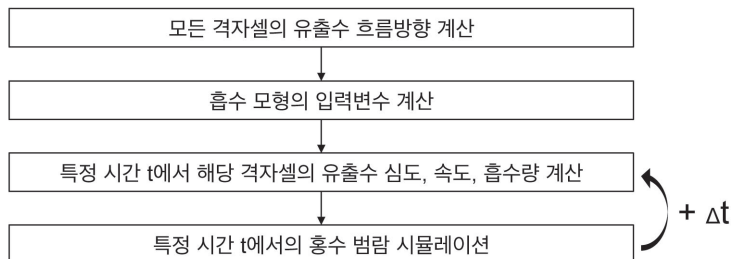 모든 격자셀의 유출수 흐름방향 계산
흡수 모형의 입력변수 계산
특정 시간 t에서 해당 격자셀의 유출수 심도, 속도, 흡수량 계산
+ Δt
특정 시간 t에서의 홍수 범람 시뮬레이션